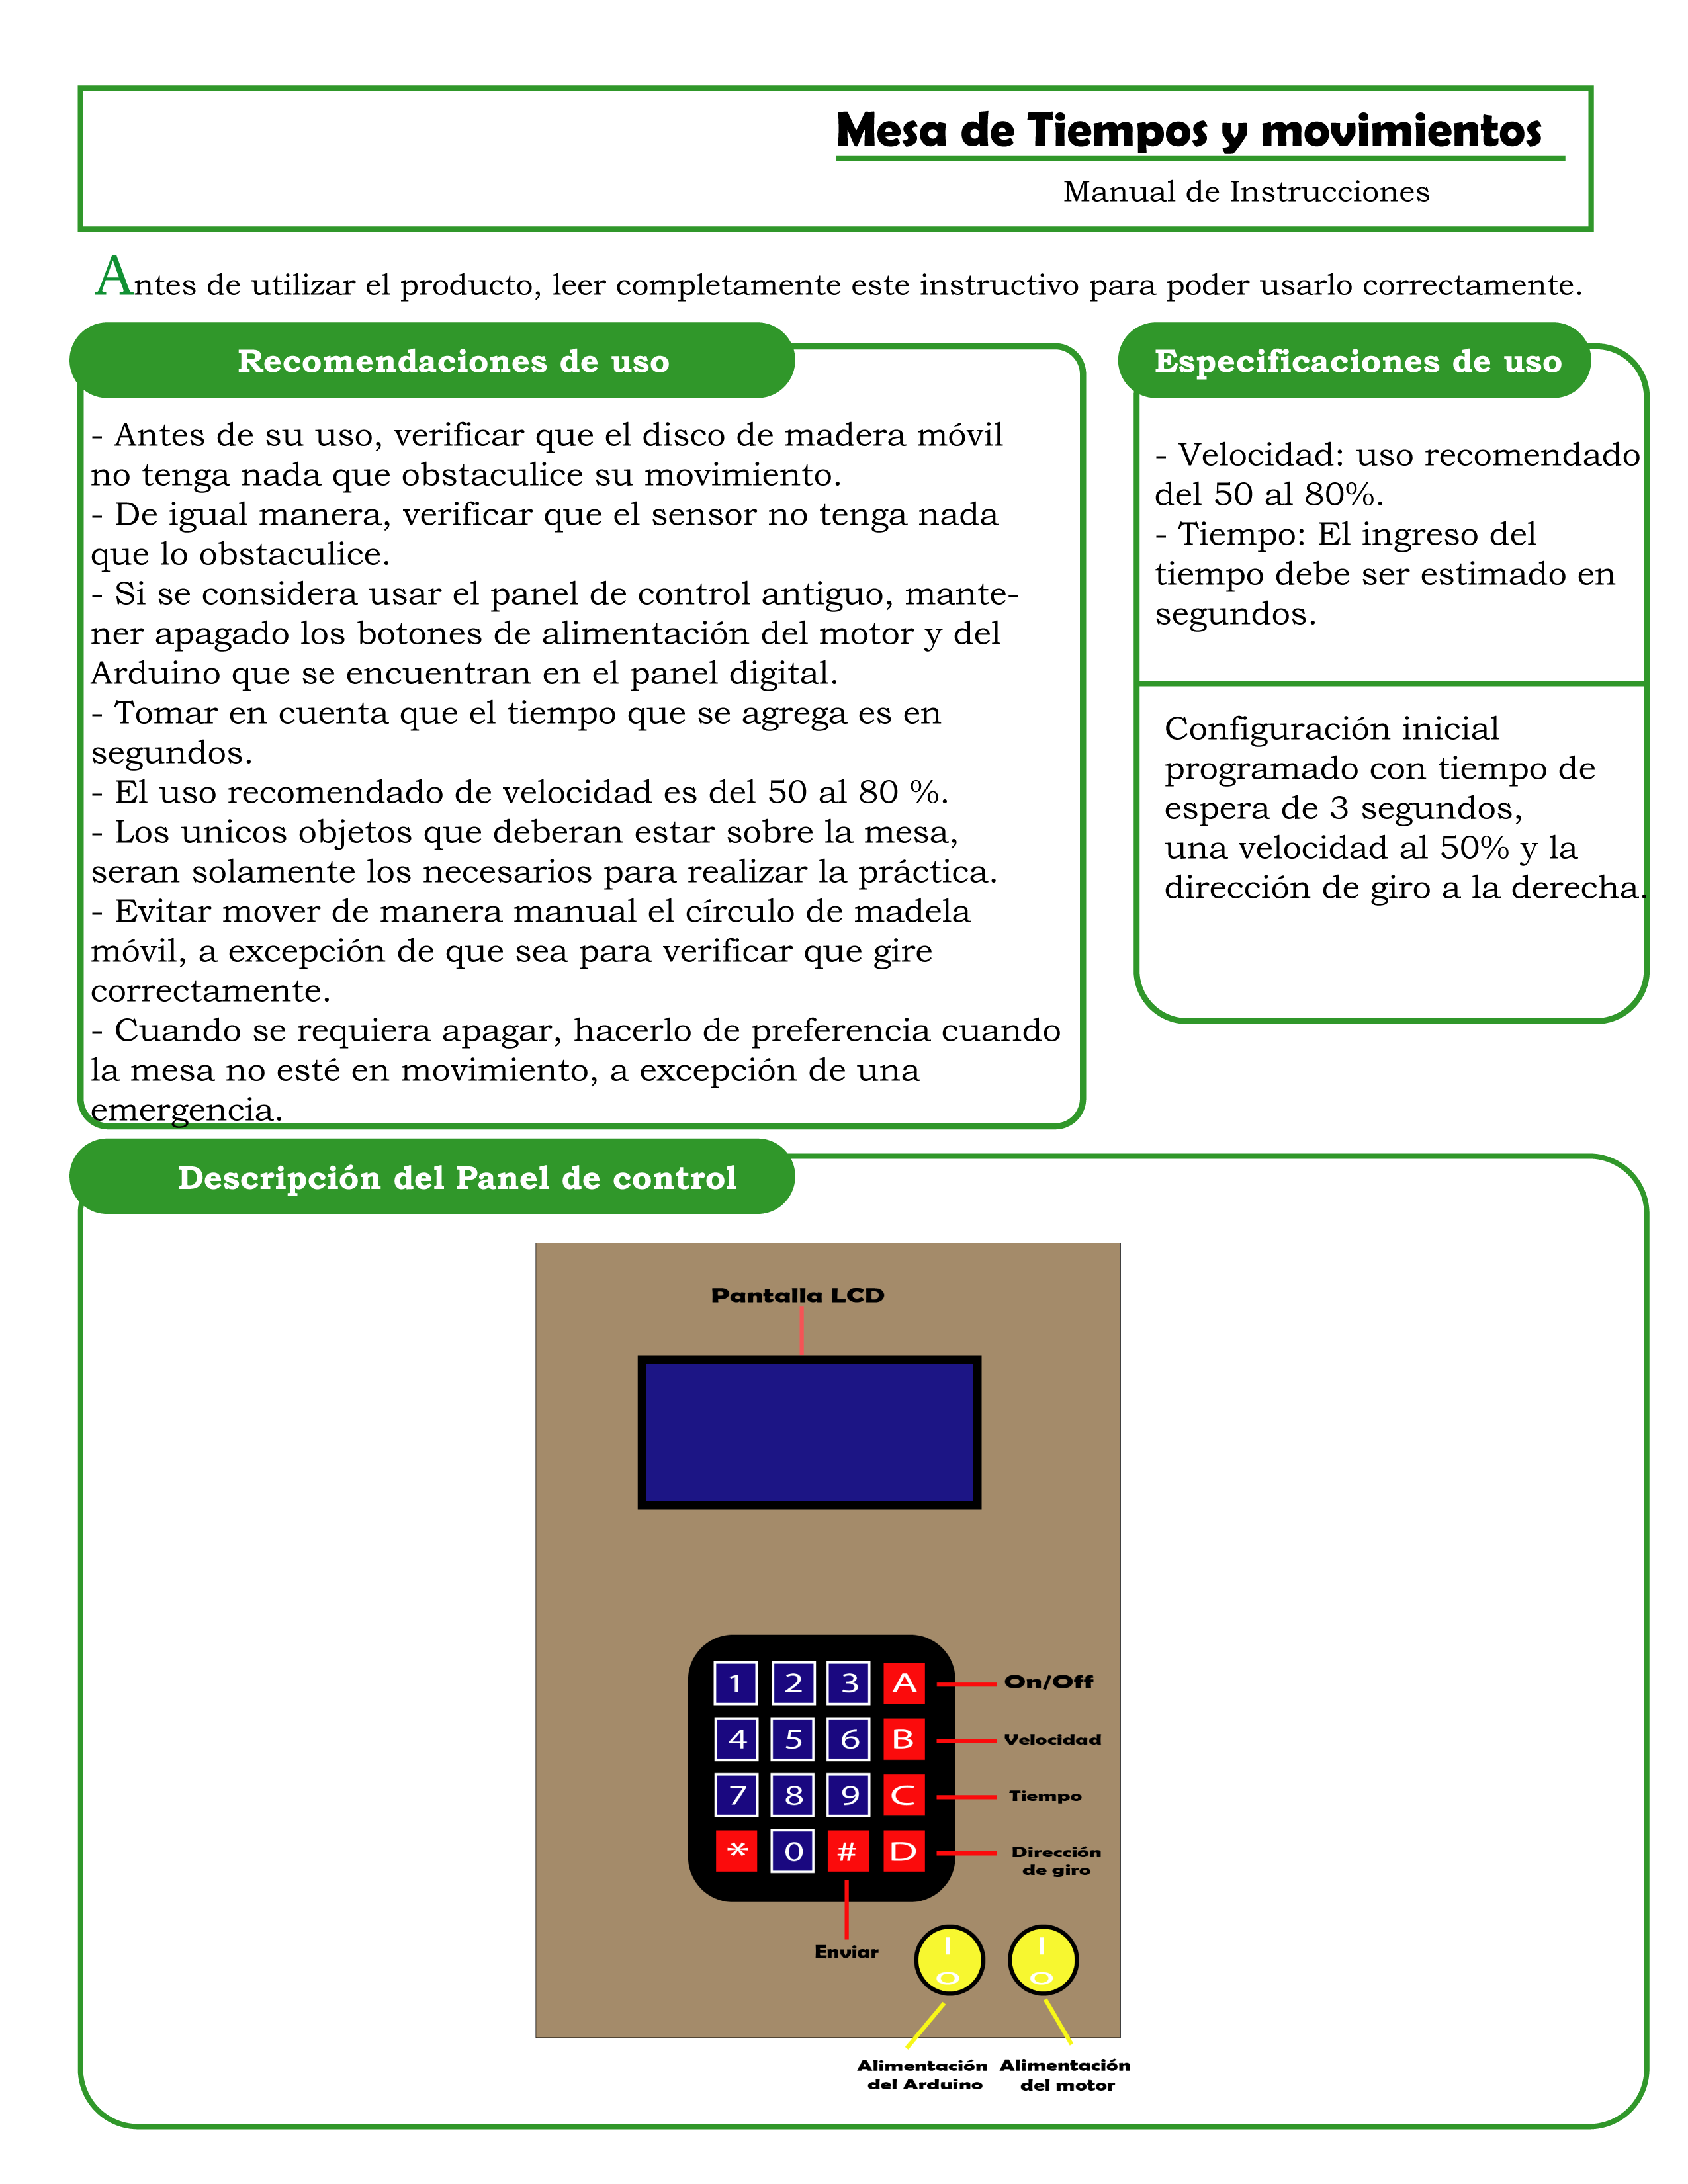 Mesa de Tiempos y movimientos
Manual de Instrucciones
Antes de utilizar el producto, leer completamente este instructivo para poder usarlo correctamente.
Recomendaciones de uso
- Antes de su uso, verificar que el disco de madera móvil
no tenga nada que obstaculice su movimiento.
- De igual manera, verificar que el sensor no tenga nada
que lo obstaculice.
- Si se considera usar el panel de control antiguo, mante-
ner apagado los botones de alimentación del motor y del
Arduino que se encuentran en el panel digital.
- Tomar en cuenta que el tiempo que se agrega es en
segundos.
- El uso recomendado de velocidad es del 50 al 80 %.
- Los unicos objetos que deberan estar sobre la mesa,
seran solamente los necesarios para realizar la práctica.
- Evitar mover de manera manual el círculo de madela
móvil, a excepción de que sea para verificar que gire
correctamente.
- Cuando se requiera apagar, hacerlo de preferencia cuando
la mesa no esté en movimiento, a excepción de una
emergencia.
Especificaciones de uso
- Velocidad: uso recomendado
del 50 al 80%.
- Tiempo: El ingreso del
tiempo debe ser estimado en
segundos.
Configuración inicial
programado con tiempo de
espera de 3 segundos,
una velocidad al 50% y la
dirección de giro a la derecha.
Descripción del Panel de control
Pantalla LCD
1 2 3 A On/Off
4 5 6 B Velocidad
7 8 9 C Tiempo
* 0 # D Dirección
de giro
Enviar
I I
O O
Alimentación Alimentación
del Arduino del motor